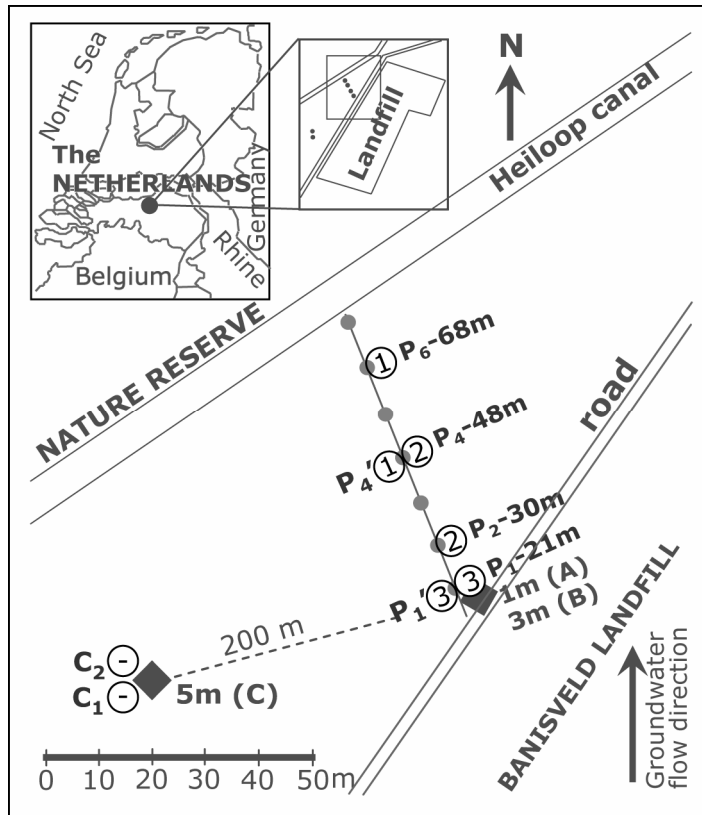 North Sea
The
NETHERLANDS
Germany
Rhine
Belgium
Landfill
N
Heiloop canal
NATURE RESERVE
1 P6-68m
P4' 1 2 P4-48m
2 P2-30m
P1' 3 3 P1-21m
1m (A)
3m (B)
road
200 m
C2 -
C1 -
5m (C)
BANISVELD LANDFILL
Groundwater
flow direction
0 10 20 30 40 50m